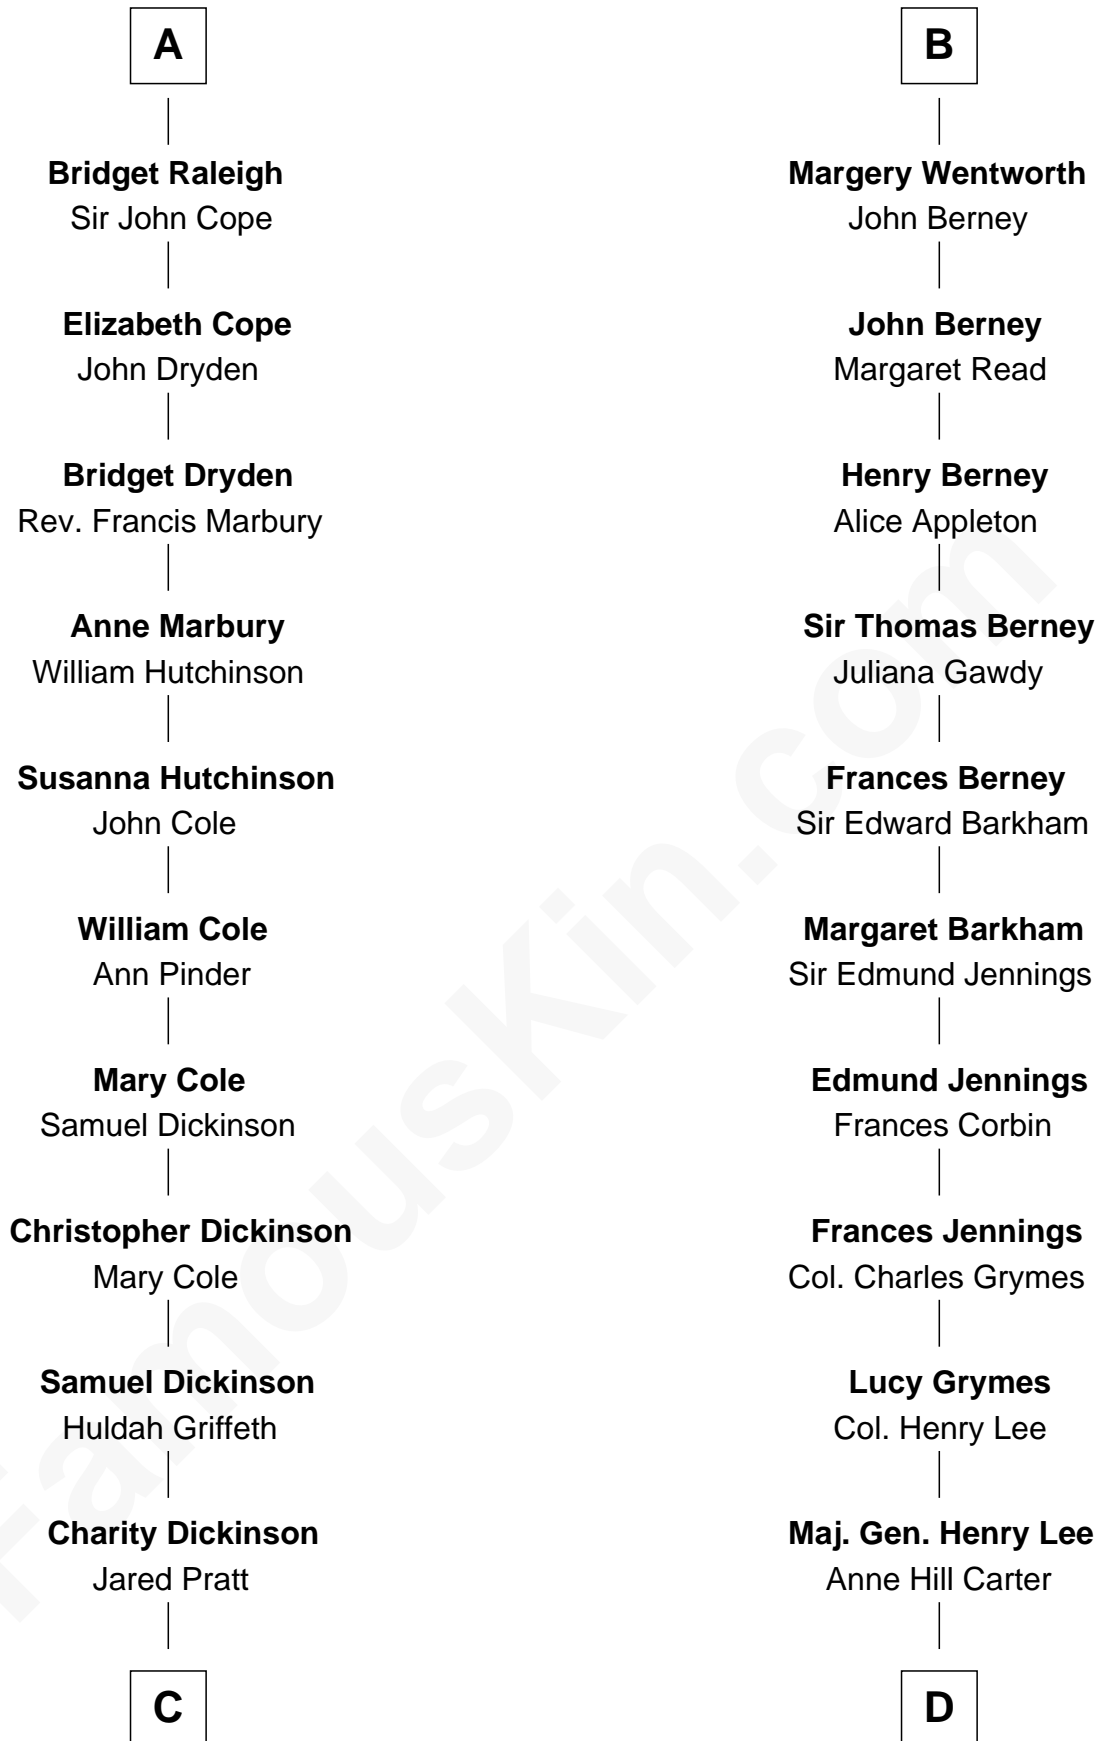 A
Bridget Raleigh
Sir John Cope
Elizabeth Cope
John Dryden
Bridget Dryden
Rev. Francis Marbury
Anne Marbury
William Hutchinson
Susanna Hutchinson
John Cole
William Cole
Ann Pinder
Mary Cole
Samuel Dickinson
Christopher Dickinson
Mary Cole
Samuel Dickinson
Huldah Griffeth
Charity Dickinson
Jared Pratt
C
B
Margery Wentworth
John Berney
John Berney
Margaret Read
Henry Berney
Alice Appleton
Sir Thomas Berney
Juliana Gawdy
Frances Berney
Sir Edward Barkham
Margaret Barkham
Sir Edmund Jennings
Edmund Jennings
Frances Corbin
Frances Jennings
Col. Charles Grymes
Lucy Grymes
Col. Henry Lee
Maj. Gen. Henry Lee
Anne Hill Carter
D
FamousKin.com